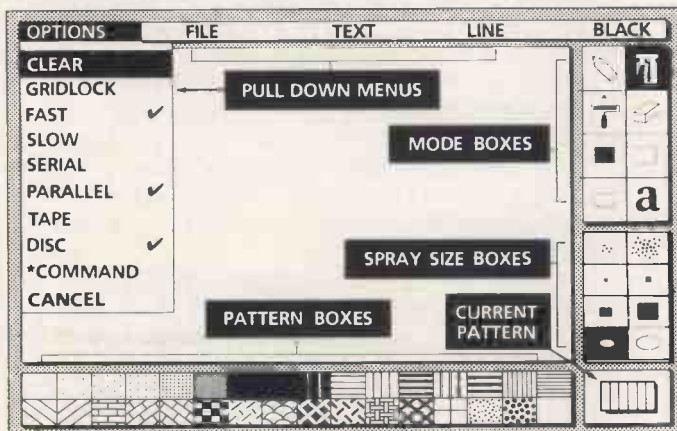 OPTIONS FILE TEXT LINE BLACK
CLEAR
GRIDLOCK
FAST ✔
SLOW
SERIAL
PARALLEL ✔
TAPE
DISC ✔
*COMMAND
CANCEL
PULL DOWN MENUS
MODE BOXES
a
SPRAY SIZE BOXES
PATTERN BOXES
CURRENT
PATTERN